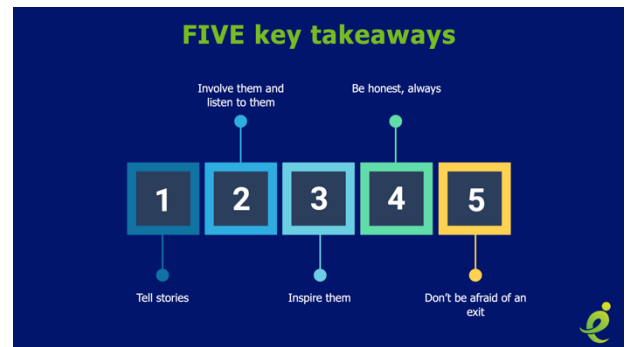 FIVE key takeaways
Involve them and
listen to them
Be honest, always
1
2
3
4
5
Tell stories
Inspire them
Don't be afraid of an
exit